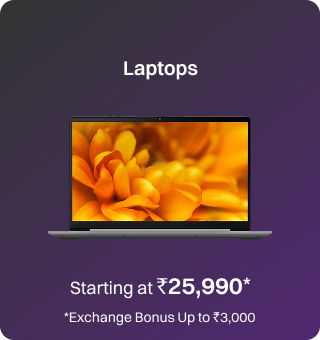 Laptops
Starting at ₹25,990*
*Exchange Bonus Up to ₹3,000